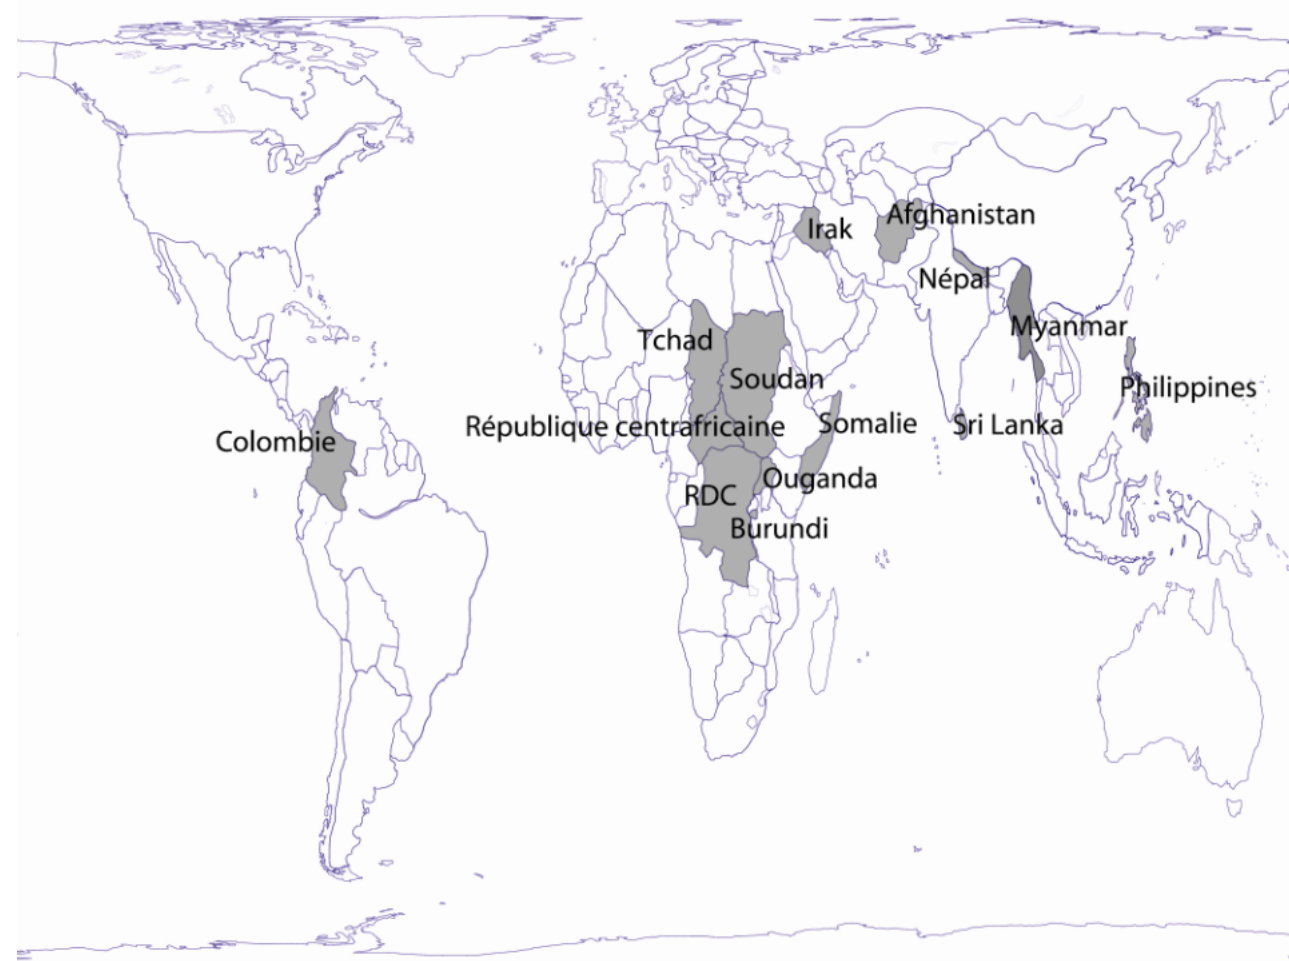 Afghanistan
Irak
Népal
Myanmar
Tchad
Soudan
Philippines
République centrafricaine
Somalie
Sri Lanka
Colombie
Ouganda
RDC
Burundi